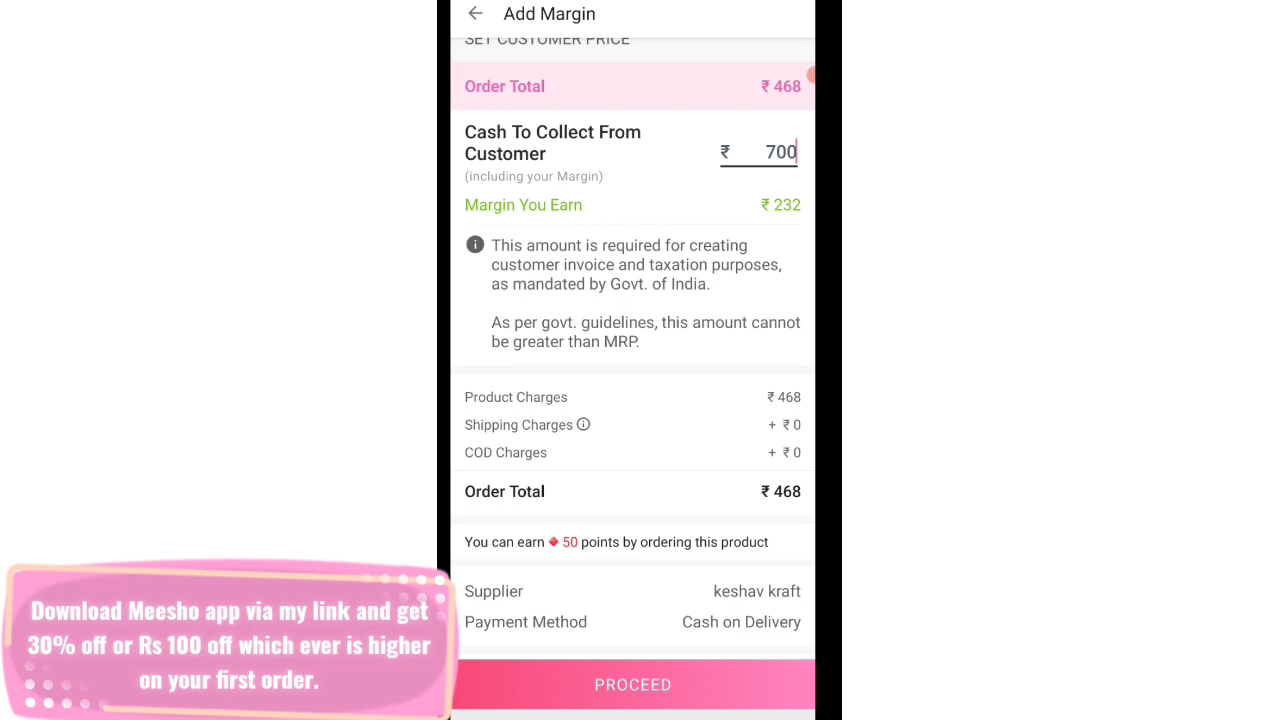 Add Margin
SET CUSTOMER PRICE
Order Total ₹ 468
Cash To Collect From
Customer
₹ 700
(including your Margin)
Margin You Earn ₹ 232
This amount is required for creating
customer invoice and taxation purposes,
as mandated by Govt. of India.
As per govt. guidelines, this amount cannot
be greater than MRP.
Product Charges ₹ 468
Shipping Charges + ₹ 0
COD Charges + ₹ 0
Order Total ₹ 468
You can earn 50 points by ordering this product
Supplier keshav kraft
Payment Method Cash on Delivery
PROCEED
Download Meesho app via my link and get
30% off or Rs 100 off which ever is higher
on your first order.